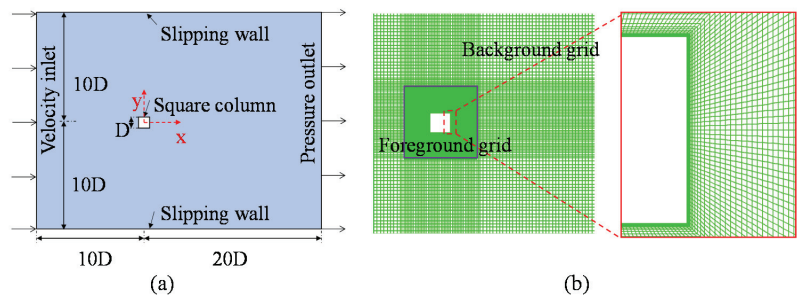 Slipping wall
Velocity inlet
10D
y
Square column
D
x
10D
Pressure outlet
Slipping wall
10D
20D
(a)
Background grid
Foreground grid
(b)